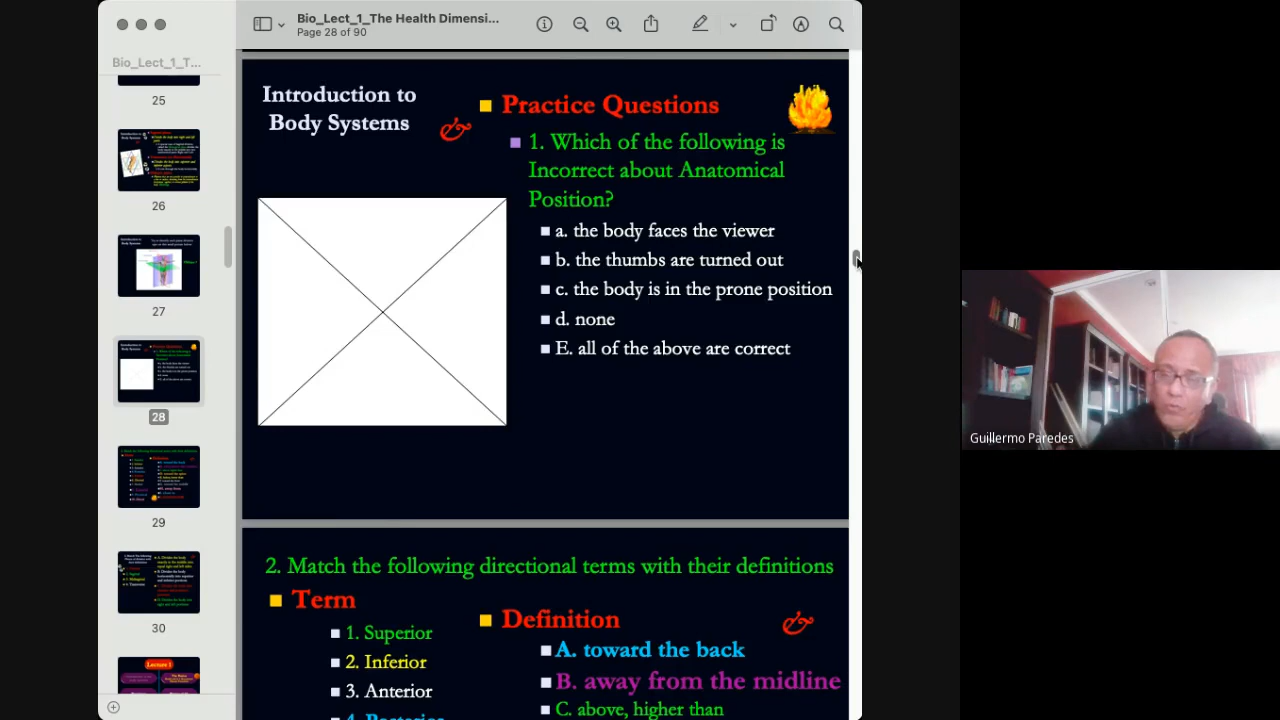 Bio_Lect_1_The Health Dimensi...
Page 28 of 90
Bio_Lect_1_T...
25
26
27
28
29
30
Lecture 1
Introduction to
Body Systems
Practice Questions
1. Which of the following is
Incorrect about Anatomical
Position?
a. the body faces the viewer
b. the thumbs are turned out
c. the body is in the prone position
d. none
E. all of the above are correct
2. Match the following directional terms with their definitions
Term
1. Superior
2. Inferior
3. Anterior
4. Posterior
Definition
A. toward the back
B. away from the midline
C. above, higher than
Guillermo Paredes